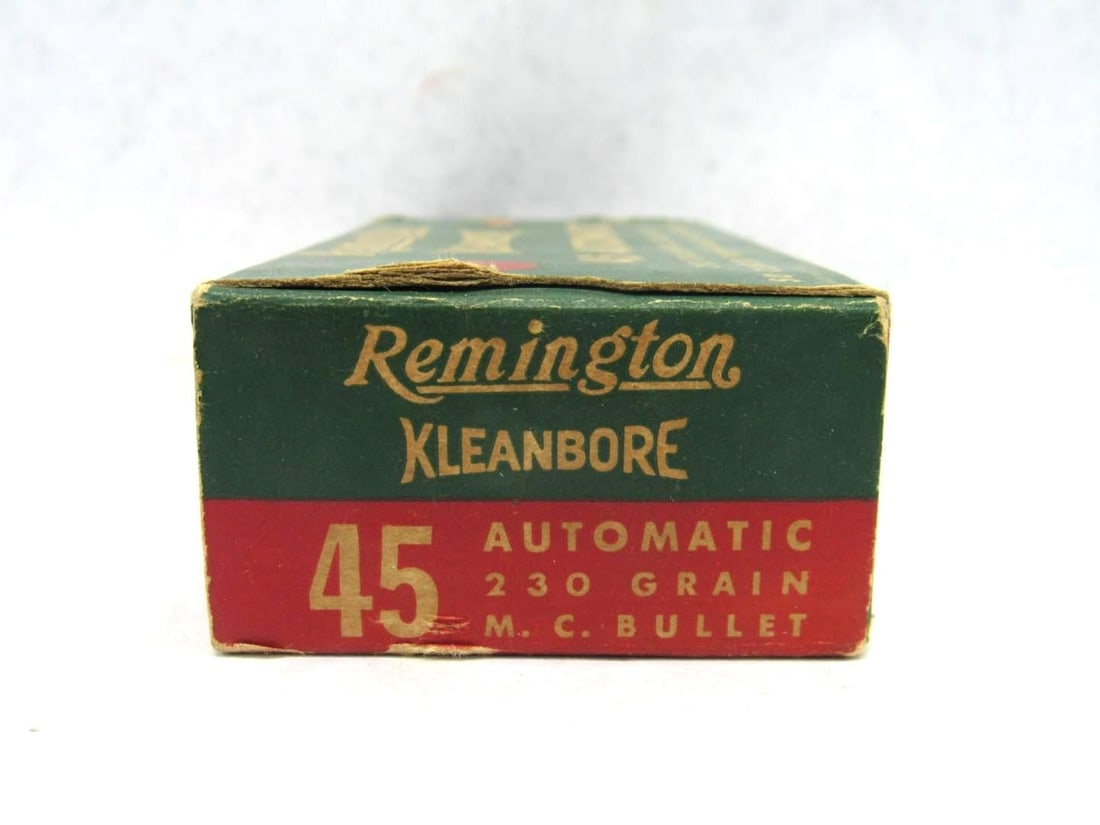 Remington
KLEANBORE
45 AUTOMATIC
230 GRAIN
M. C. BULLET